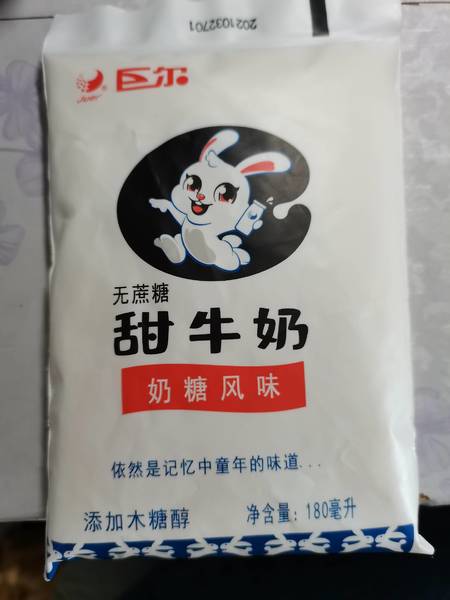 2021032701
巨尔
Juer
无蔗糖
甜牛奶
奶糖风味
依然是记忆中童年的味道...
添加木糖醇 净含量: 180毫升